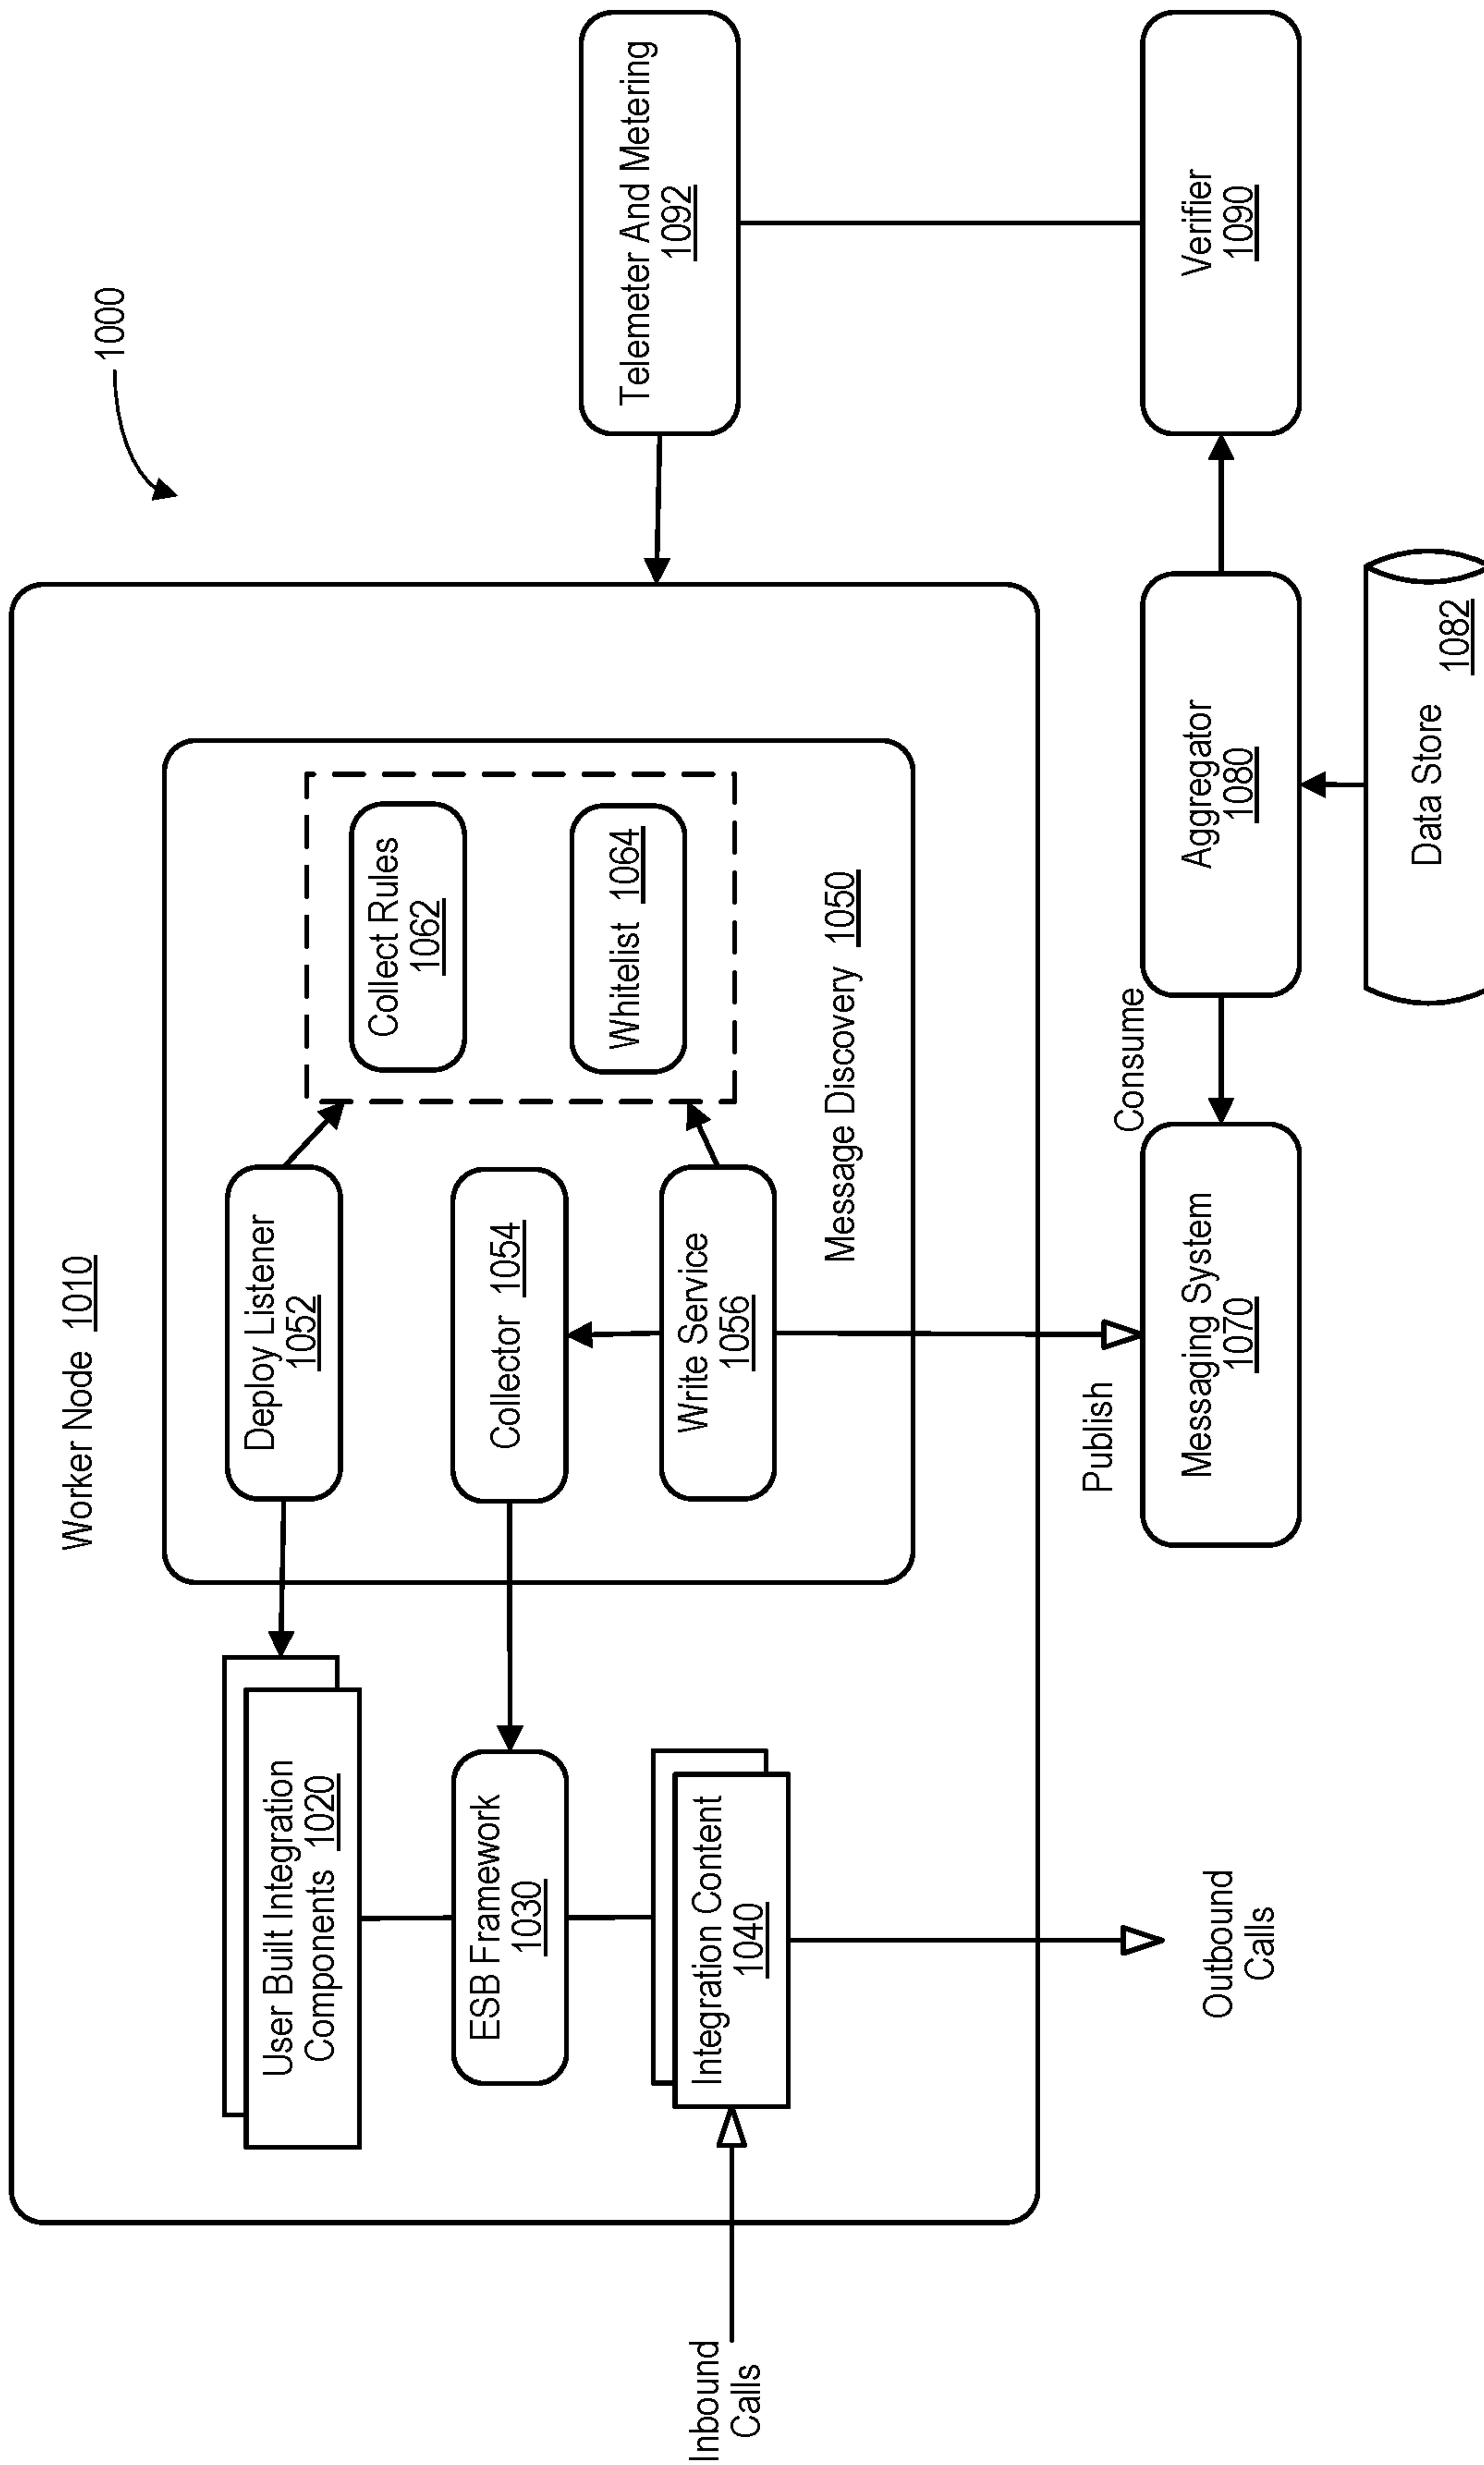 1000
Worker Node 1010
User Built Integration
Components 1020
Deploy Listener
1052
Collect Rules
1062
ESB Framework
1030
Collector 1054
Whitelist 1064
Telemeter And Metering
1092
Inbound
Calls
Integration Content
1040
Write Service
1056
Message Discovery 1050
Publish
Consume
Outbound
Calls
Messaging System
1070
Aggregator
1080
Verifier
1090
Data Store
1082